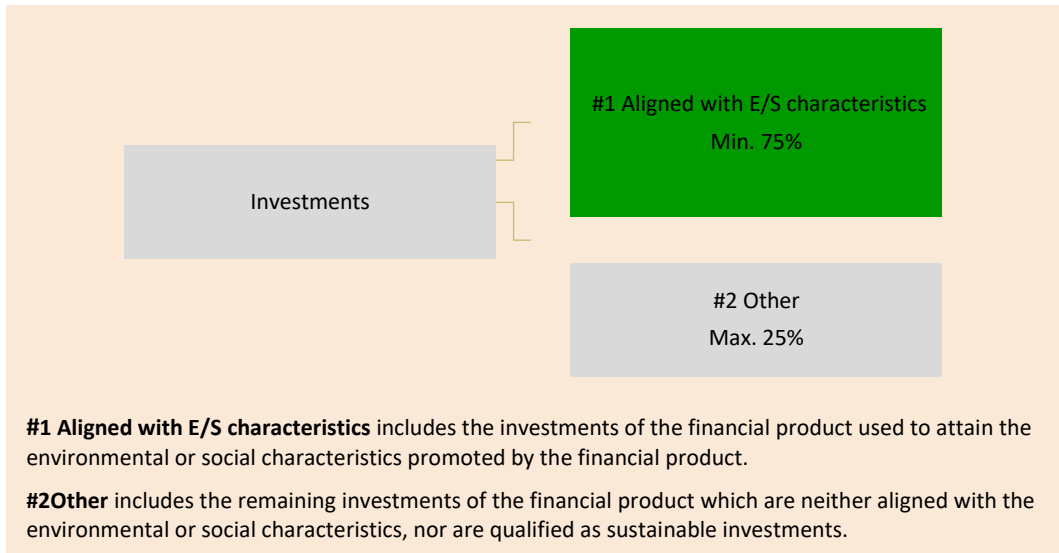 #1 Aligned with E/S characteristics
Min. 75%
Investments
#2 Other
Max. 25%
#1 Aligned with E/S characteristics includes the investments of the financial product used to attain the
environmental or social characteristics promoted by the financial product.
#2Other includes the remaining investments of the financial product which are neither aligned with the
environmental or social characteristics, nor are qualified as sustainable investments.